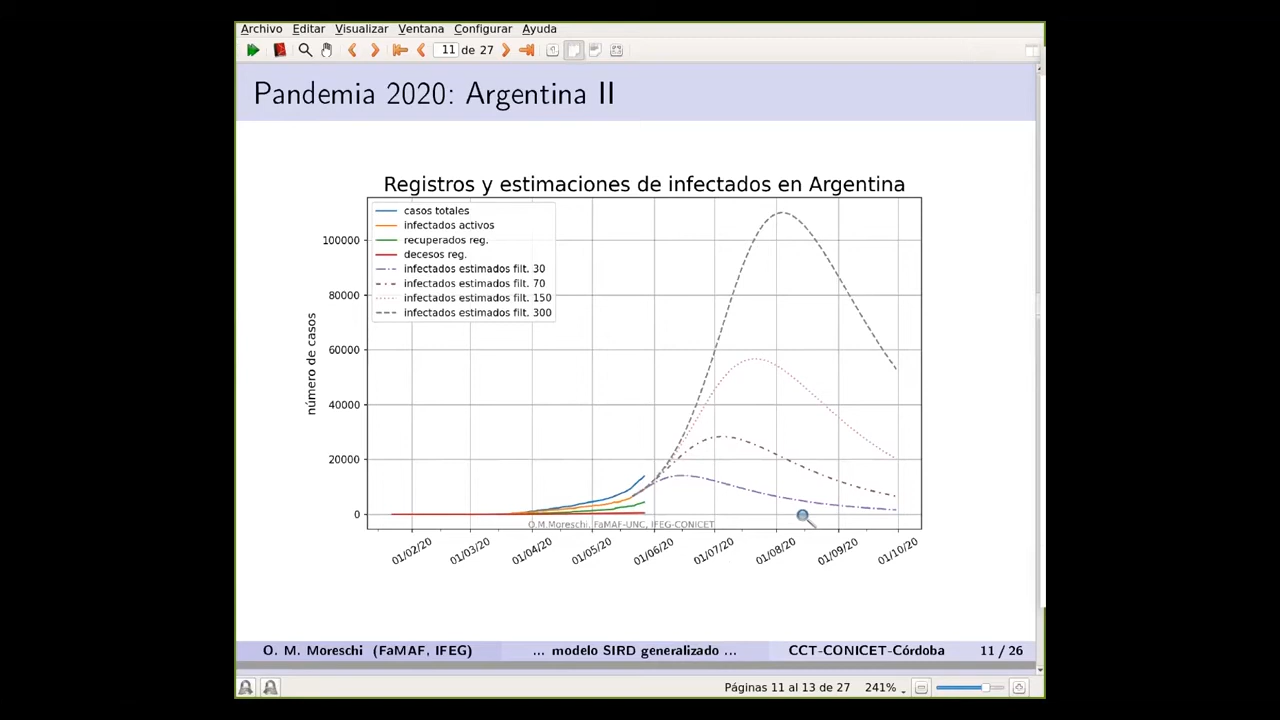 Archivo Editar Visualizar Ventana Configurar Ayuda
11 de 27
Pandemia 2020: Argentina II
Registros y estimaciones de infectados en Argentina
casos totales
infectados activos
recuperados reg.
decesos reg.
infectados estimados filt. 30
infectados estimados filt. 70
infectados estimados filt. 150
infectados estimados filt. 300
número de casos
100000
80000
60000
40000
20000
0
O.M.Moreschi, FaMAF-UNC, IFEG-CONICET
01/02/20 01/03/20 01/04/20 01/05/20 01/06/20 01/07/20 01/08/20 01/09/20 01/10/20
O. M. Moreschi (FaMAF, IFEG) ... modelo SIRD generalizado ... CCT-CONICET-Córdoba 11 / 26
Páginas 11 al 13 de 27 241%